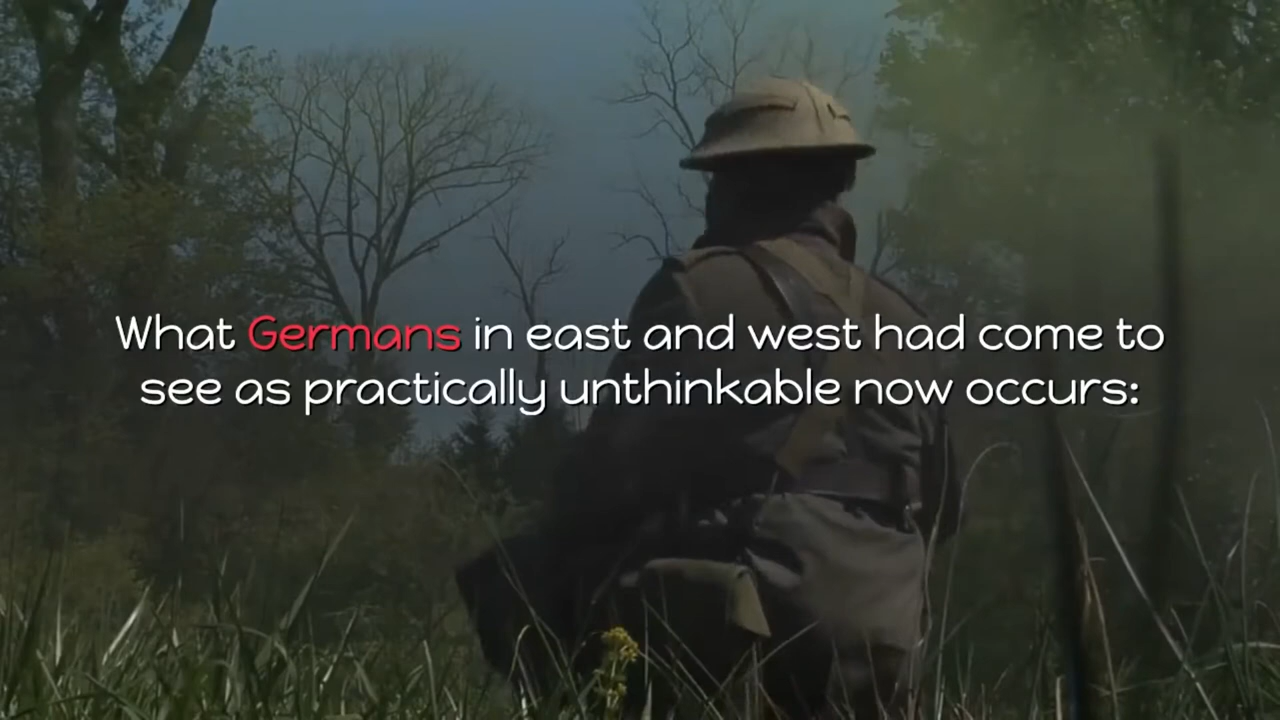 What Germans in east and west had come to
see as practically unthinkable now occurs: